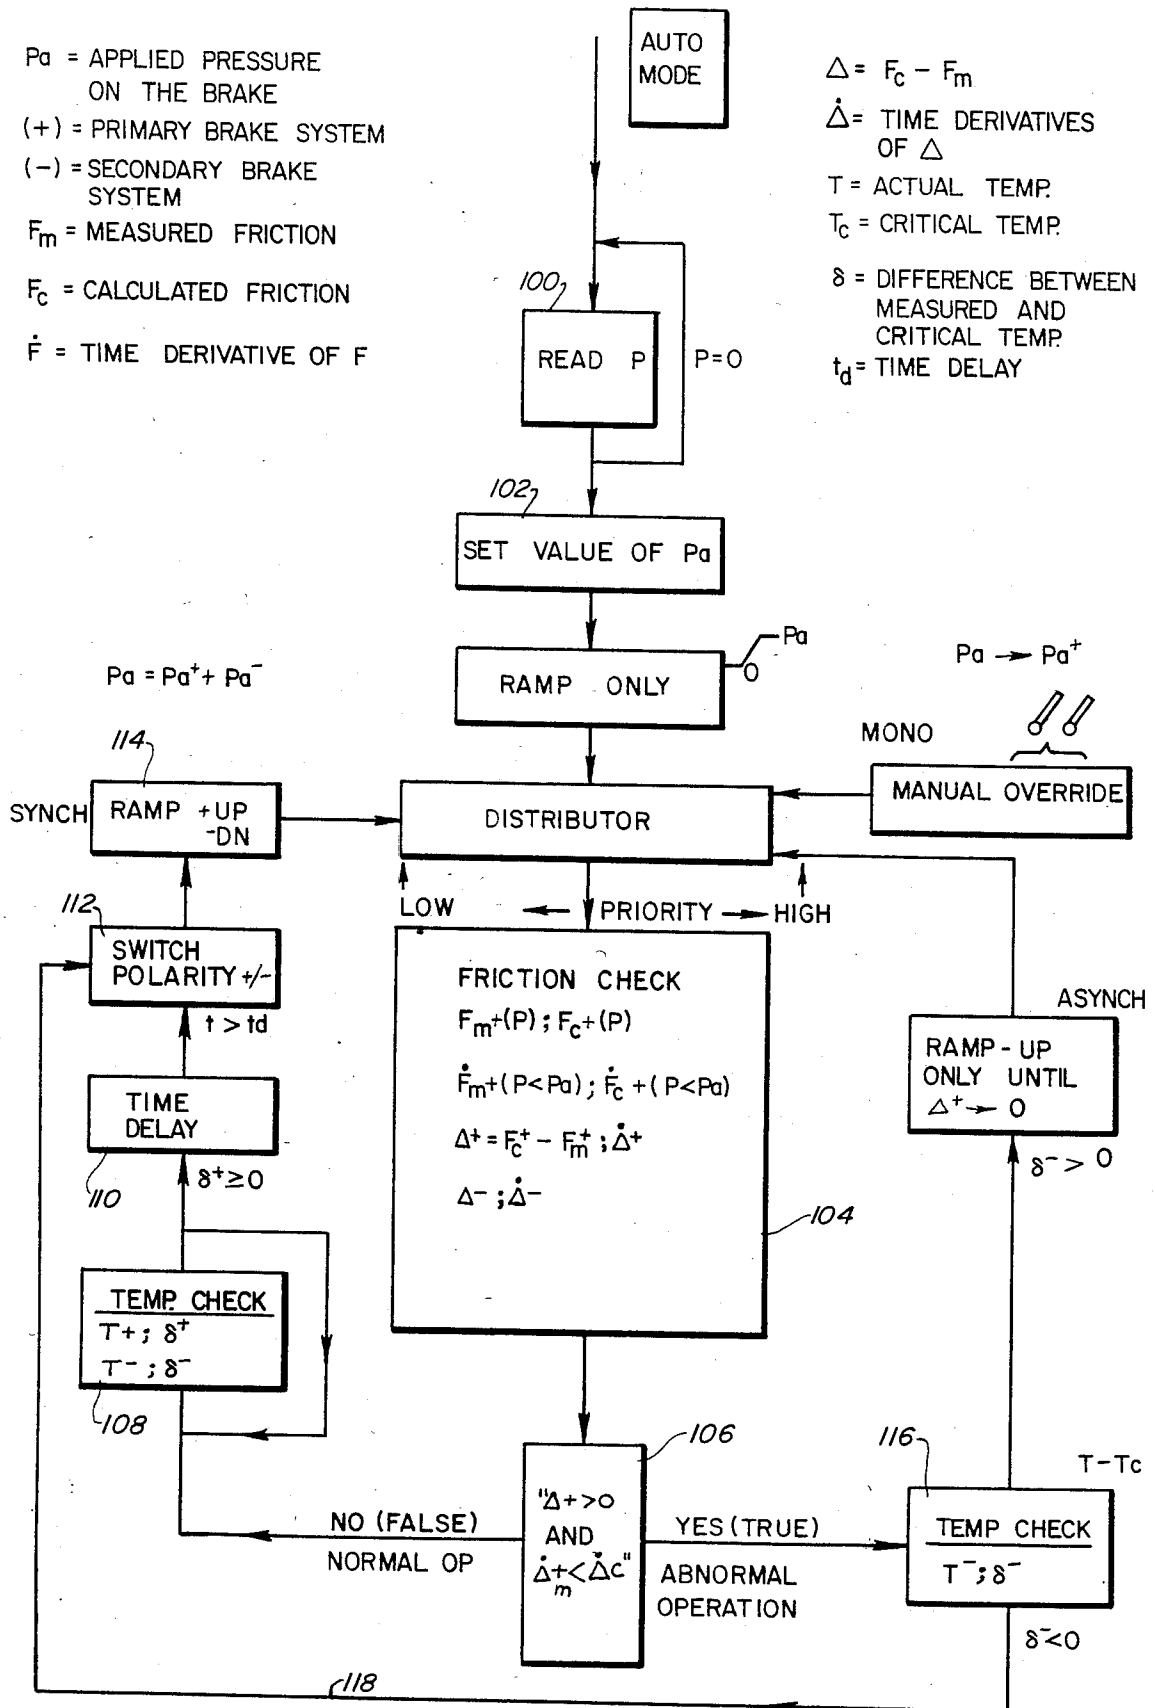 AUTO
MODE
Pa = APPLIED PRESSURE
ON THE BRAKE
(+) = PRIMARY BRAKE SYSTEM
(−) = SECONDARY BRAKE
SYSTEM
Fm = MEASURED FRICTION
Fc = CALCULATED FRICTION
Ḟ = TIME DERIVATIVE OF F
Δ = Fc − Fm
Δ̇ = TIME DERIVATIVES
OF Δ
T = ACTUAL TEMP.
Tc = CRITICAL TEMP.
δ = DIFFERENCE BETWEEN
MEASURED AND
CRITICAL TEMP.
td = TIME DELAY
100
READ P
P=0
102
SET VALUE OF Pa
RAMP ONLY
Pa
0
Pa = Pa⁺ + Pa⁻
Pa → Pa⁺
MONO
MANUAL OVERRIDE
114
SYNCH
RAMP +UP
-DN
DISTRIBUTOR
LOW
← PRIORITY → HIGH
112
SWITCH
POLARITY +/-
t > td
TIME
DELAY
110
δ⁺ ≥ 0
TEMP. CHECK
T+; δ⁺
T⁻; δ⁻
108
FRICTION CHECK
Fm+(P); Fc+(P)
Ḟm+(P<Pa); Ḟc+(P<Pa)
Δ⁺ = Fc⁺ − Fm⁺; Δ̇⁺
Δ⁻; Δ̇⁻
104
ASYNCH
RAMP-UP
ONLY UNTIL
Δ⁺ → 0
δ⁻ > 0
106
"Δ+>0
AND
Δ̇+m < Δ̇c"
NO (FALSE)
NORMAL OP
YES (TRUE)
ABNORMAL
OPERATION
116
T-Tc
TEMP CHECK
T⁻; δ⁻
δ⁻<0
118